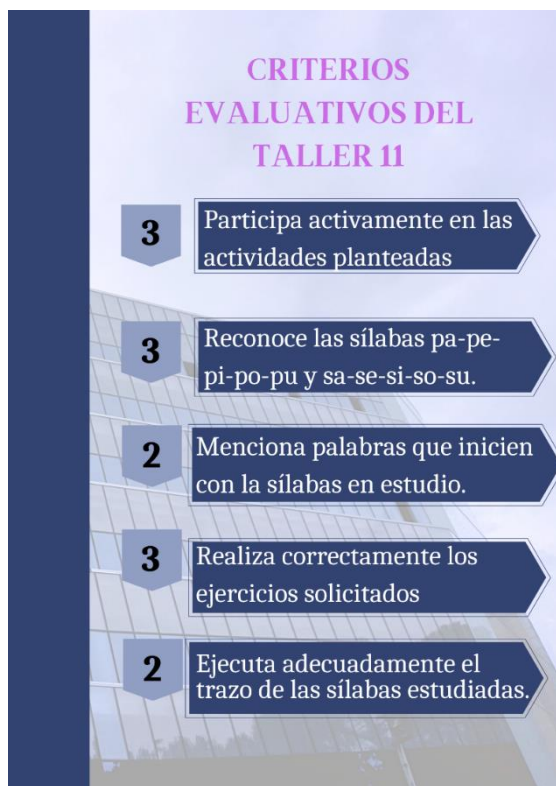 CRITERIOS
EVALUATIVOS DEL
TALLER 11
3
Participa activamente en las
actividades planteadas
3
Reconoce las sílabas pa-pe-
pi-po-pu y sa-se-si-so-su.
2
Menciona palabras que inicien
con la sílabas en estudio.
3
Realiza correctamente los
ejercicios solicitados
2
Ejecuta adecuadamente el
trazo de las sílabas estudiadas.